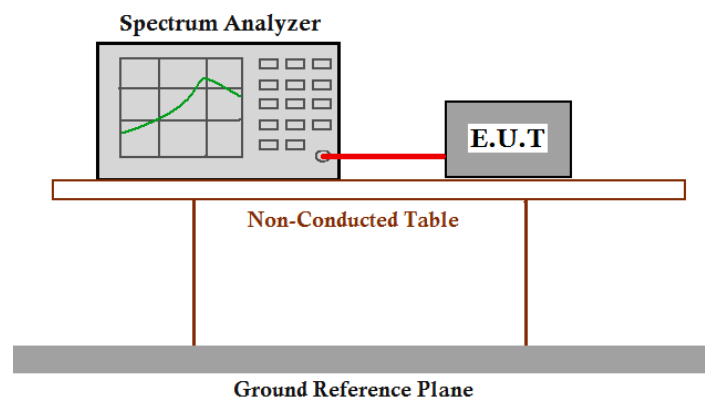 Spectrum Analyzer
E.U.T
Non-Conducted Table
Ground Reference Plane